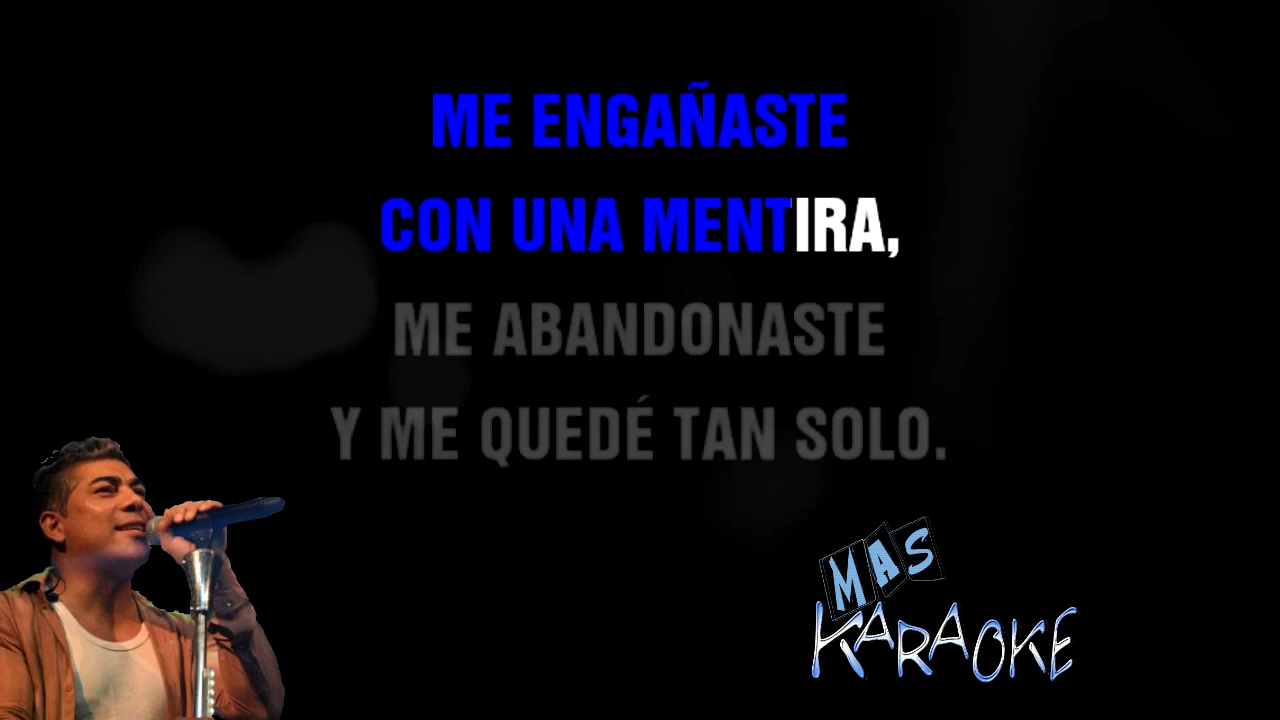 ME ENGAÑASTE
CON UNA MENTIRA,
ME ABANDONASTE
Y ME QUEDÉ TAN SOLO.
MAS
KARAOKE